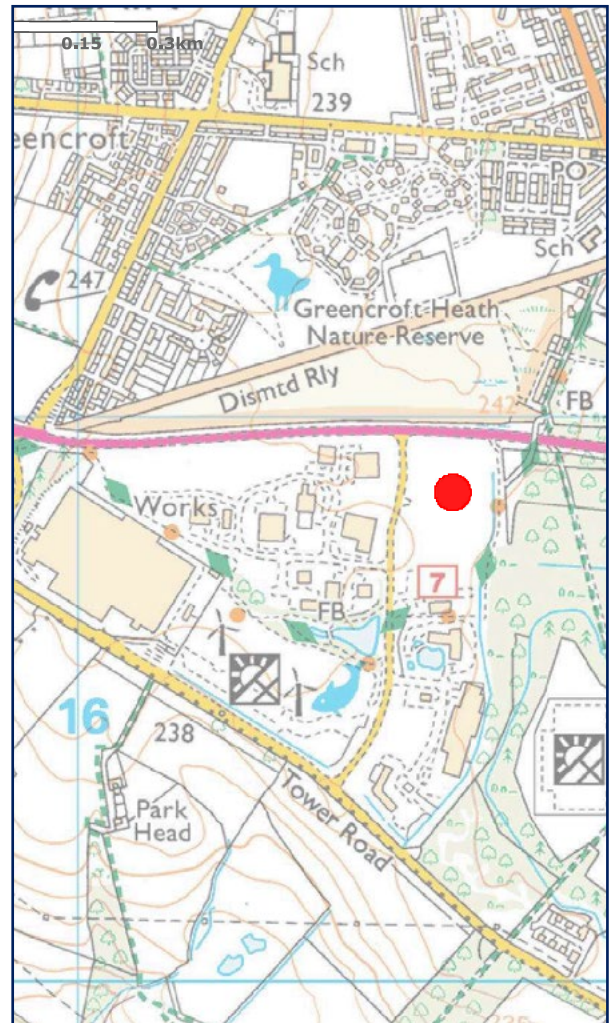 0.15 0.3km
Sch
239
eencroft
PO
Sch
247
Greencroft Heath
Nature Reserve
Dismtd Rly
242
FB
Works
7
FB
16
238
Park
Head
Tower Road